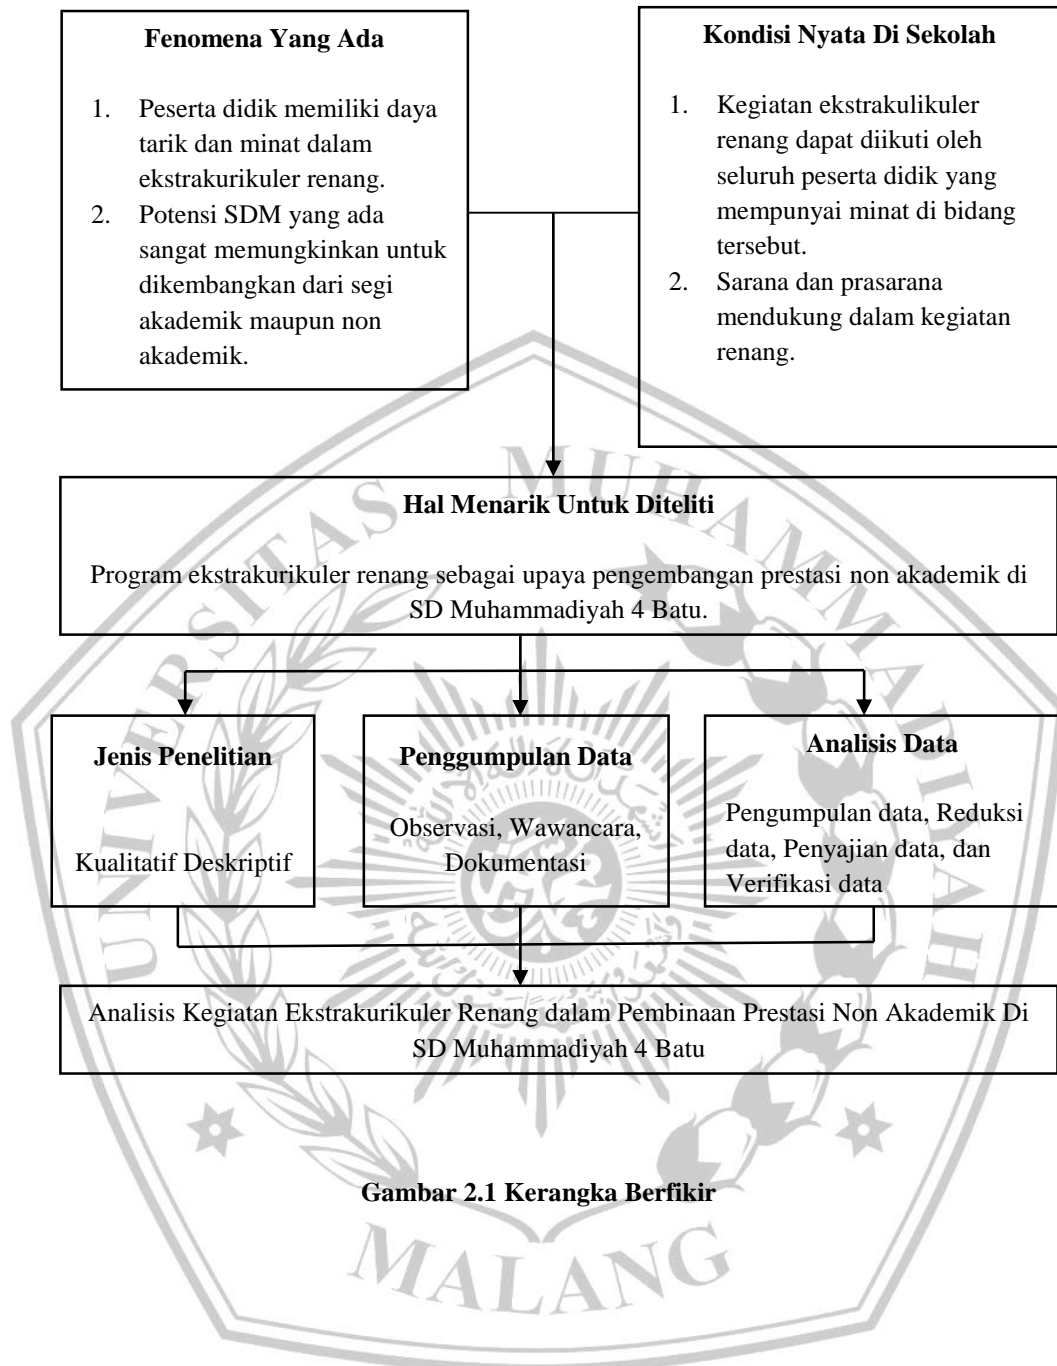 Fenomena Yang Ada
1. Peserta didik memiliki daya
tarik dan minat dalam
ekstrakurikuler renang.
2. Potensi SDM yang ada
sangat memungkinkan untuk
dikembangkan dari segi
akademik maupun non
akademik.
Kondisi Nyata Di Sekolah
1. Kegiatan ekstrakulikuler
renang dapat diikuti oleh
seluruh peserta didik yang
mempunyai minat di bidang
tersebut.
2. Sarana dan prasarana
mendukung dalam kegiatan
renang.
Hal Menarik Untuk Diteliti
Program ekstrakurikuler renang sebagai upaya pengembangan prestasi non akademik di
SD Muhammadiyah 4 Batu.
Jenis Penelitian
Kualitatif Deskriptif
Penggumpulan Data
Observasi, Wawancara,
Dokumentasi
Analisis Data
Pengumpulan data, Reduksi
data, Penyajian data, dan
Verifikasi data
Analisis Kegiatan Ekstrakurikuler Renang dalam Pembinaan Prestasi Non Akademik Di
SD Muhammadiyah 4 Batu
Gambar 2.1 Kerangka Berfikir
UNIVERSITAS MUHAMMADIYAH
MALANG